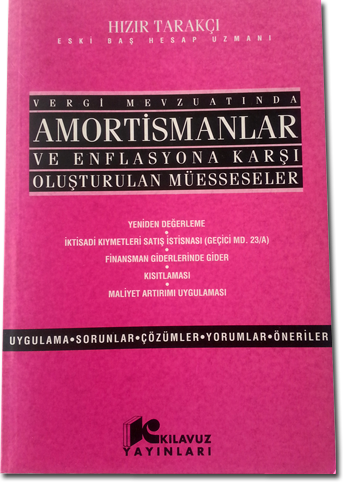 HIZIR TARAKÇI
ESKİ BAŞ HESAP UZMANI
VERGİ MEVZUATINDA
AMORTİSMANLAR
VE ENFLASYONA KARŞI
OLUŞTURULAN MÜESSESELER
YENİDEN DEĞERLEME
•
İKTİSADİ KIYMETLERİ SATIŞ İSTİSNASI (GEÇİCİ MD. 23/A)
•
FİNANSMAN GİDERLERİNDE GİDER
•
KISITLAMASI
•
MALİYET ARTIRIMI UYGULAMASI
UYGULAMA•SORUNLAR•ÇÖZÜMLER•YORUMLAR•ÖNERİLER
KILAVUZ
YAYINLARI